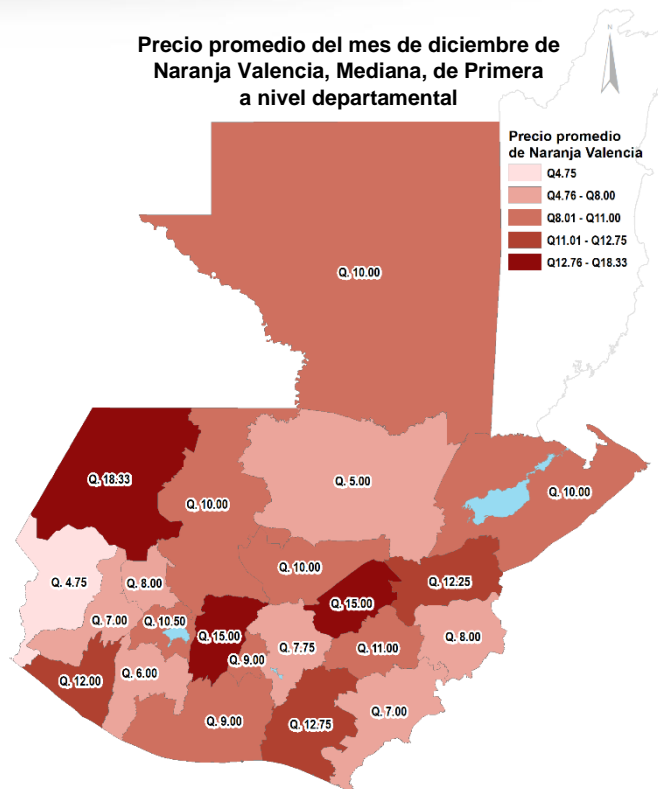 Precio promedio del mes de diciembre de
Naranja Valencia, Mediana, de Primera
a nivel departamental
N
Precio promedio
de Naranja Valencia
Q4.75
Q4.76 - Q8.00
Q8.01 - Q11.00
Q11.01 - Q12.75
Q12.76 - Q18.33
Q. 10.00
Q. 18.33
Q. 5.00
Q. 10.00
Q. 10.00
Q. 10.00
Q. 4.75
Q. 8.00
Q. 12.25
Q. 15.00
Q. 7.00
Q. 10.50
Q. 15.00
Q. 7.75
Q. 11.00
Q. 8.00
Q. 9.00
Q. 12.00
Q. 6.00
Q. 9.00
Q. 12.75
Q. 7.00